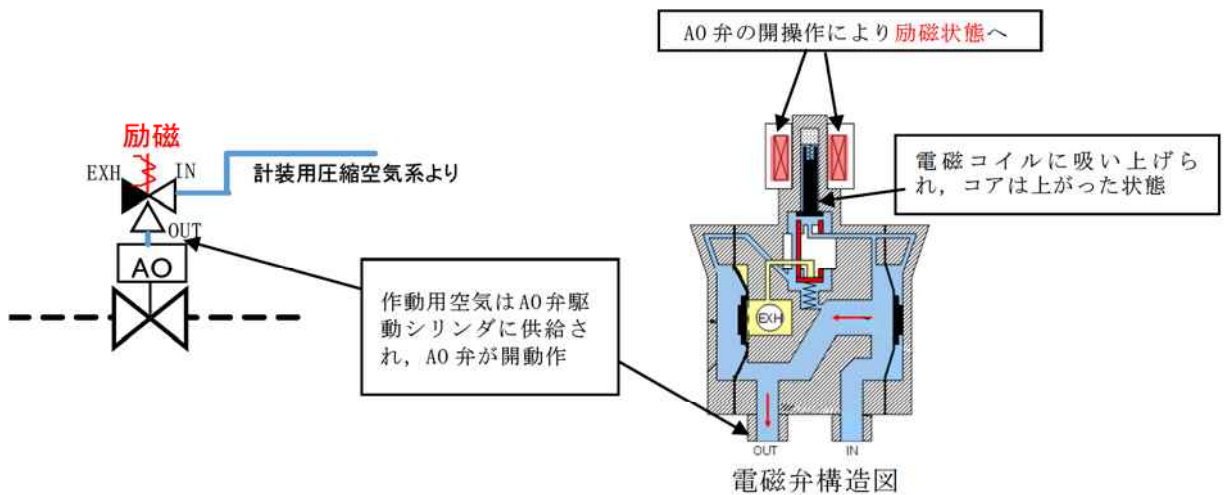 AO弁の開操作により励磁状態へ
励磁
EXH
IN
計装用圧縮空気系より
OUT
AO
電磁コイルに吸い上げら
れ，コアは上がった状態
作動用空気はAO弁駆
動シリンダに供給さ
れ，AO弁が開動作
EXH
OUT
IN
電磁弁構造図